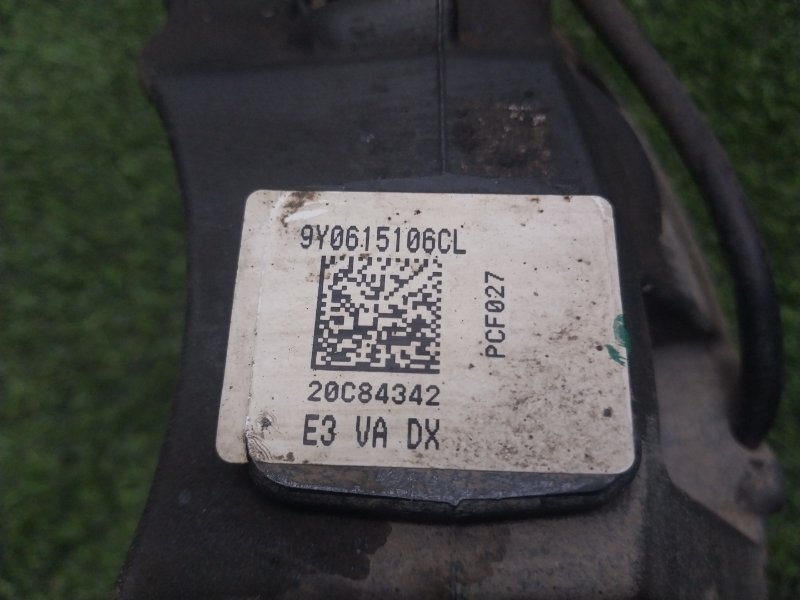 9Y0615106CL
PCF027
20C84342
E3 VA DX